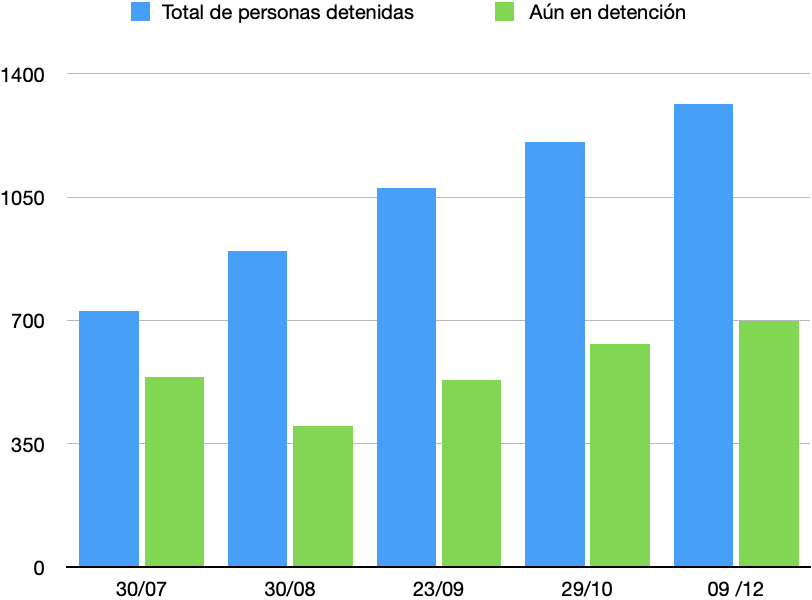 Total de personas detenidas Aún en detención
1400
1050
700
350
0
30/07 30/08 23/09 29/10 09 /12